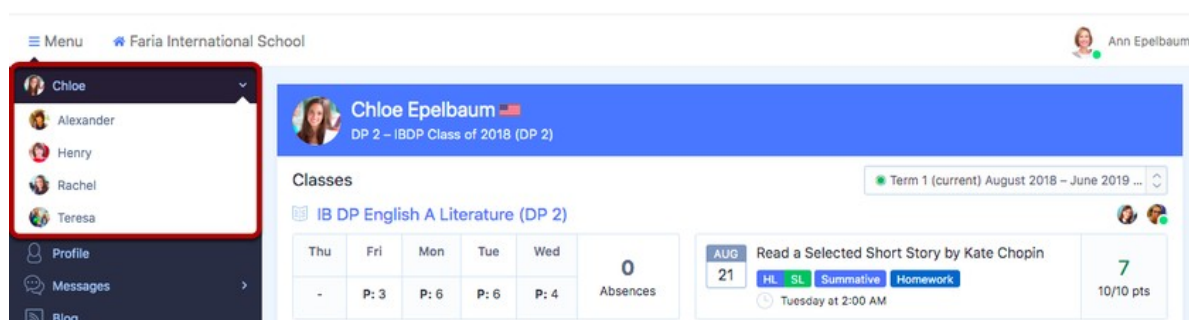 Menu Faria International School Ann Epelbaum
Chloe
Alexander
Henry
Rachel
Teresa
Profile
Messages
Blog
Chloe Epelbaum
DP 2 – IBDP Class of 2018 (DP 2)
Classes Term 1 (current) August 2018 – June 2019 ...
IB DP English A Literature (DP 2)
Thu Fri Mon Tue Wed
- P: 3 P: 6 P: 6 P: 4
0
Absences
AUG
21
Read a Selected Short Story by Kate Chopin
HL SL Summative Homework
Tuesday at 2:00 AM
7
10/10 pts